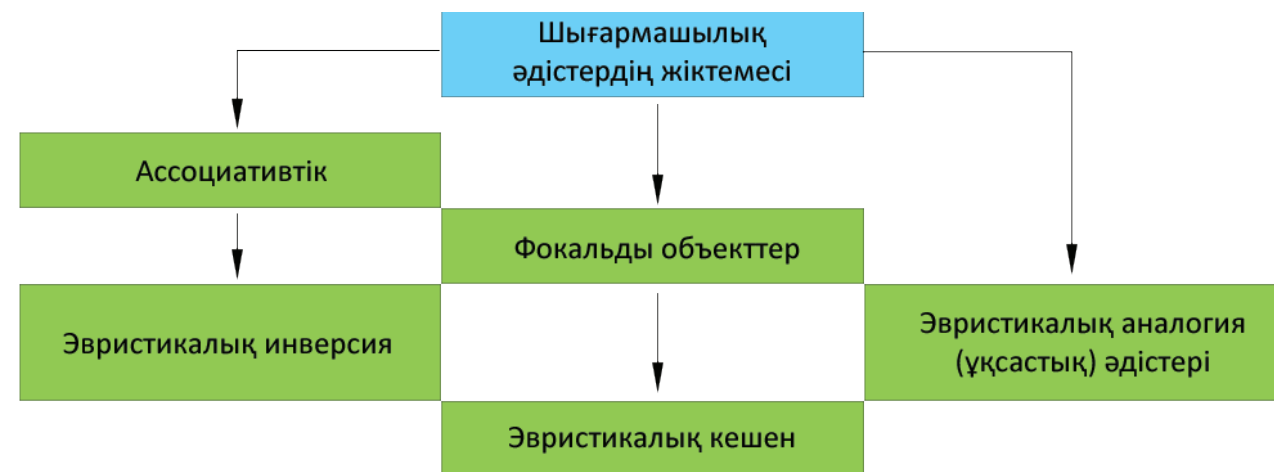 Шығармашылық
әдістердің жіктемесі
Ассоциативтік
Фокальды объекттер
Эвристикалық инверсия
Эвристикалық аналогия
(ұқсастық) әдістері
Эвристикалық кешен